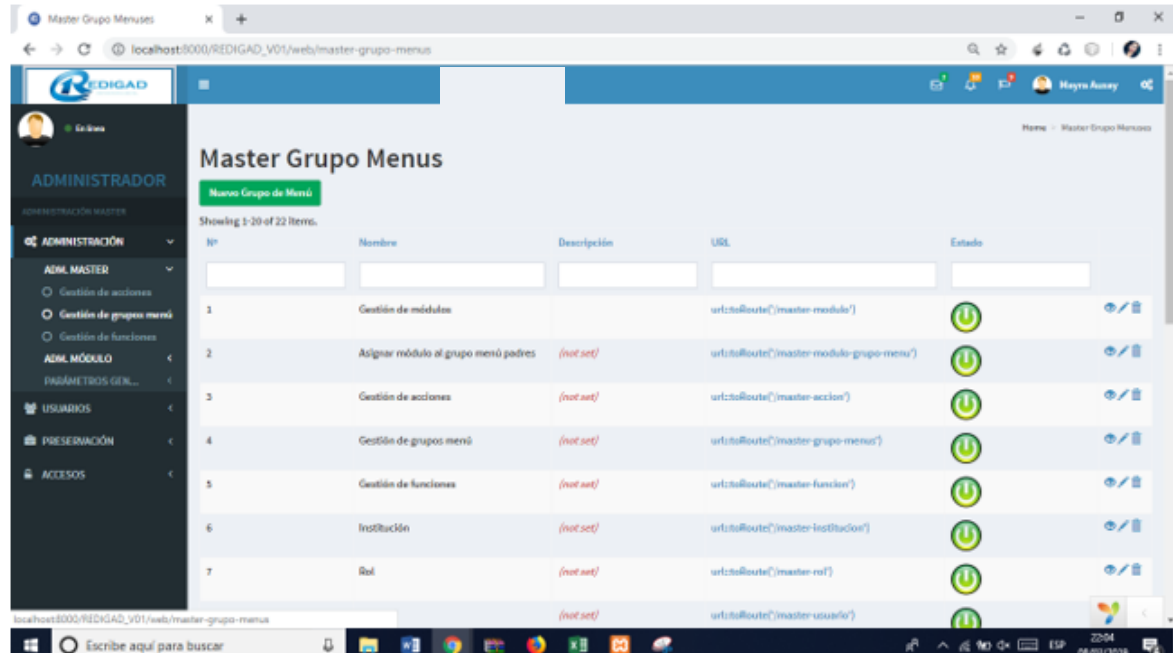 Master Grupo Menuses
localhost:8000/REDIGAD_V01/web/master-grupo-menus
REDIGAD
Mayra Ausay
En línea
Home
Master Grupo Menuses
Master Grupo Menus
ADMINISTRADOR
Nuevo Grupo de Menú
ADMINISTRACIÓN MASTER
Showing 1-20 of 22 items.
ADMINISTRACIÓN
Nº Nombre Descripción URL Estado
ADM. MASTER
Gestión de acciones
Gestión de grupos menú
Gestión de funciones
ADM. MÓDULO
PARÁMETROS GEN...
USUARIOS
PRESERVACIÓN
ACCESOS
1 Gestión de módulos url::toRoute('/master-modulo')
2 Asignar módulo al grupo menú padres (not set) url::toRoute('/master-modulo-grupo-menu')
3 Gestión de acciones (not set) url::toRoute('/master-accion')
4 Gestión de grupos menú (not set) url::toRoute('/master-grupo-menus')
5 Gestión de funciones (not set) url::toRoute('/master-funcion')
6 Institución (not set) url::toRoute('/master-institucion')
7 Rol (not set) url::toRoute('/master-rol')
(not set) url::toRoute('/master-usuario')
localhost:8000/REDIGAD_V01/web/master-grupo-menus
Escribe aquí para buscar
ESP
22:04